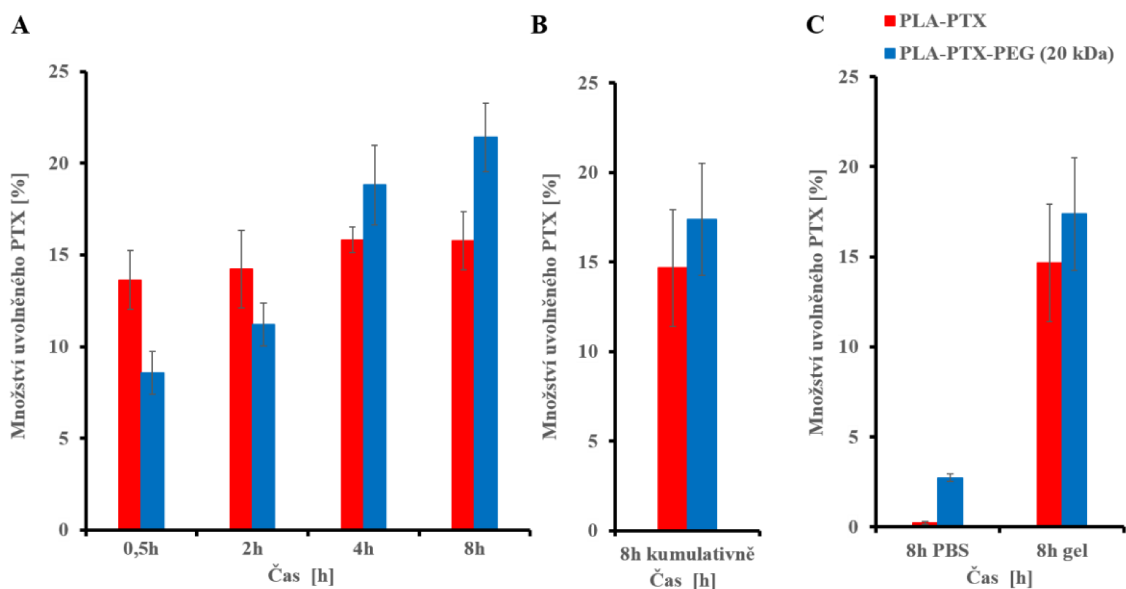 A
B
C
PLA-PTX
PLA-PTX-PEG (20 kDa)
Množství uvolněného PTX [%]
25
20
15
10
5
0
0,5h
2h
4h
8h
Čas [h]
Množství uvolněného PTX [%]
25
20
15
10
5
0
8h kumulativně
Čas [h]
Množství uvolněného PTX [%]
25
20
15
10
5
0
8h PBS
8h gel
Čas [h]